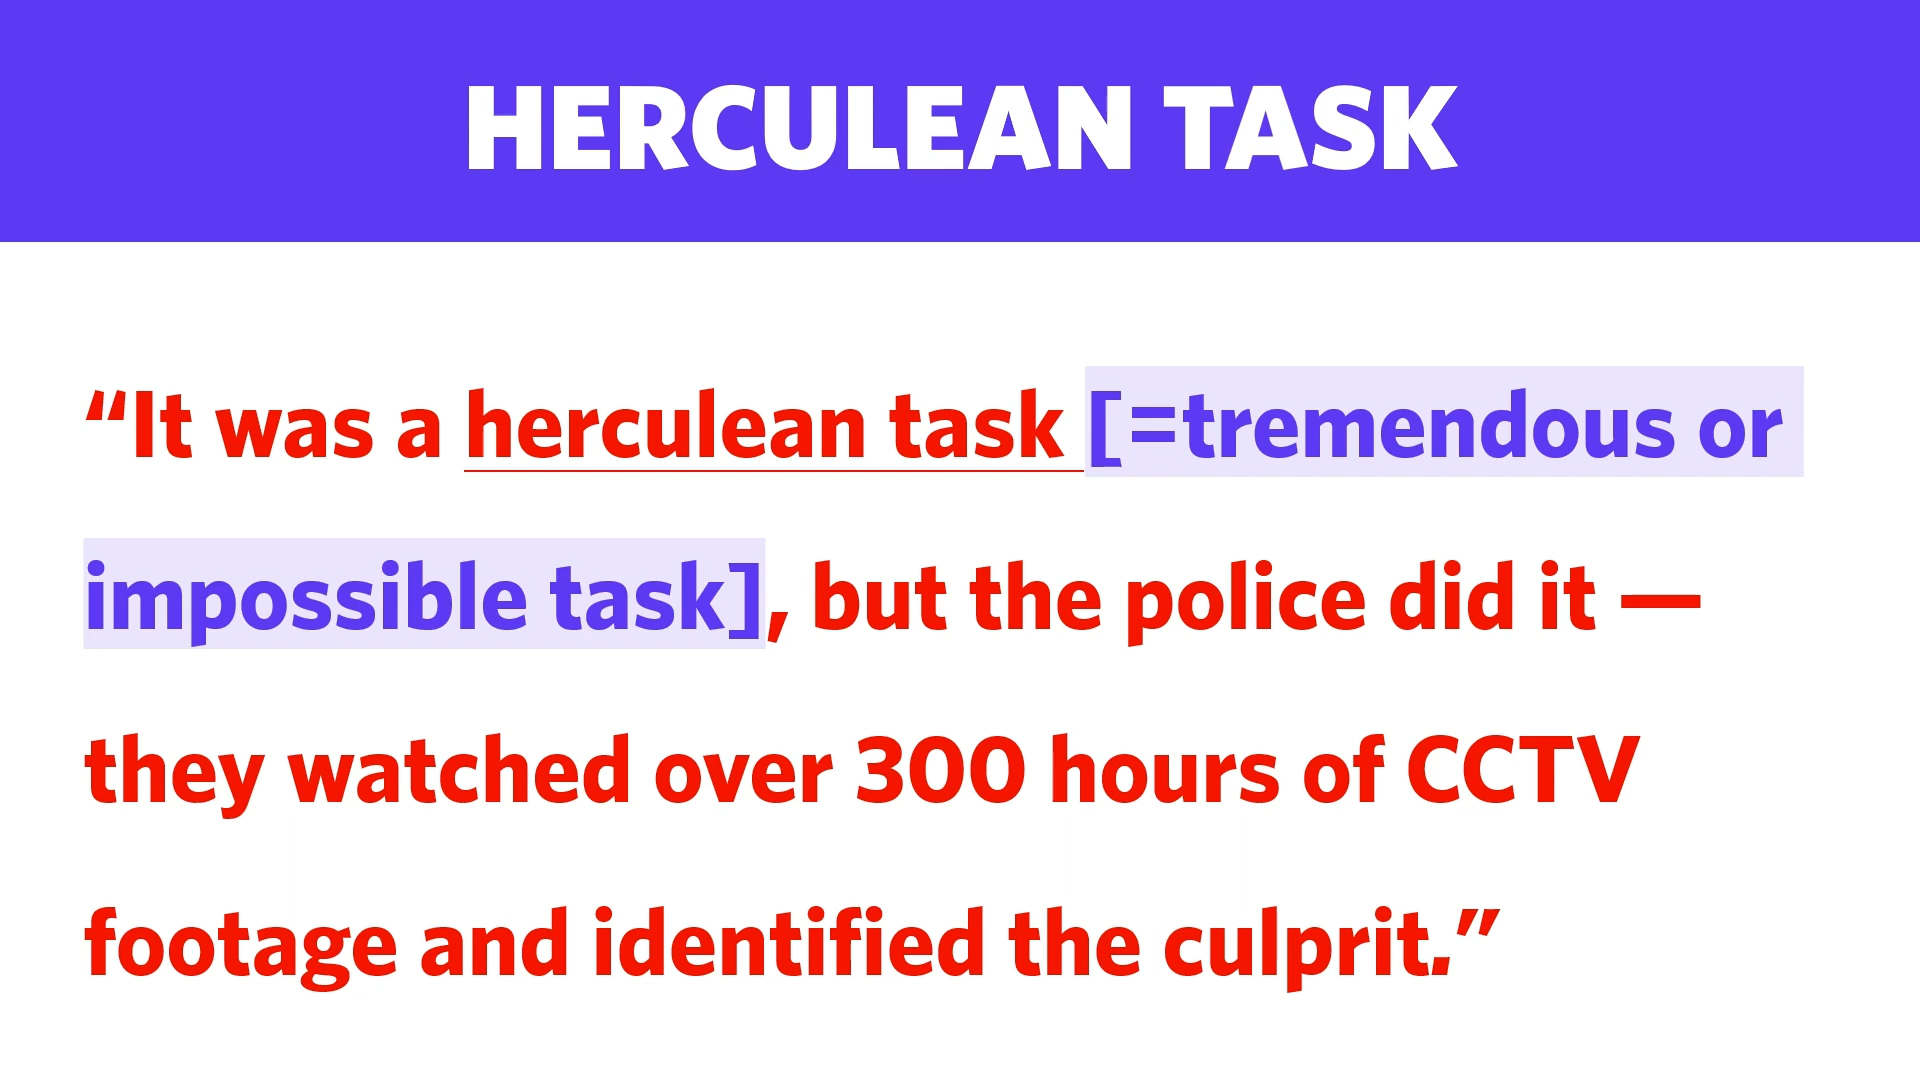 HERCULEAN TASK
“It was a herculean task [=tremendous or
impossible task], but the police did it —
they watched over 300 hours of CCTV
footage and identified the culprit.”